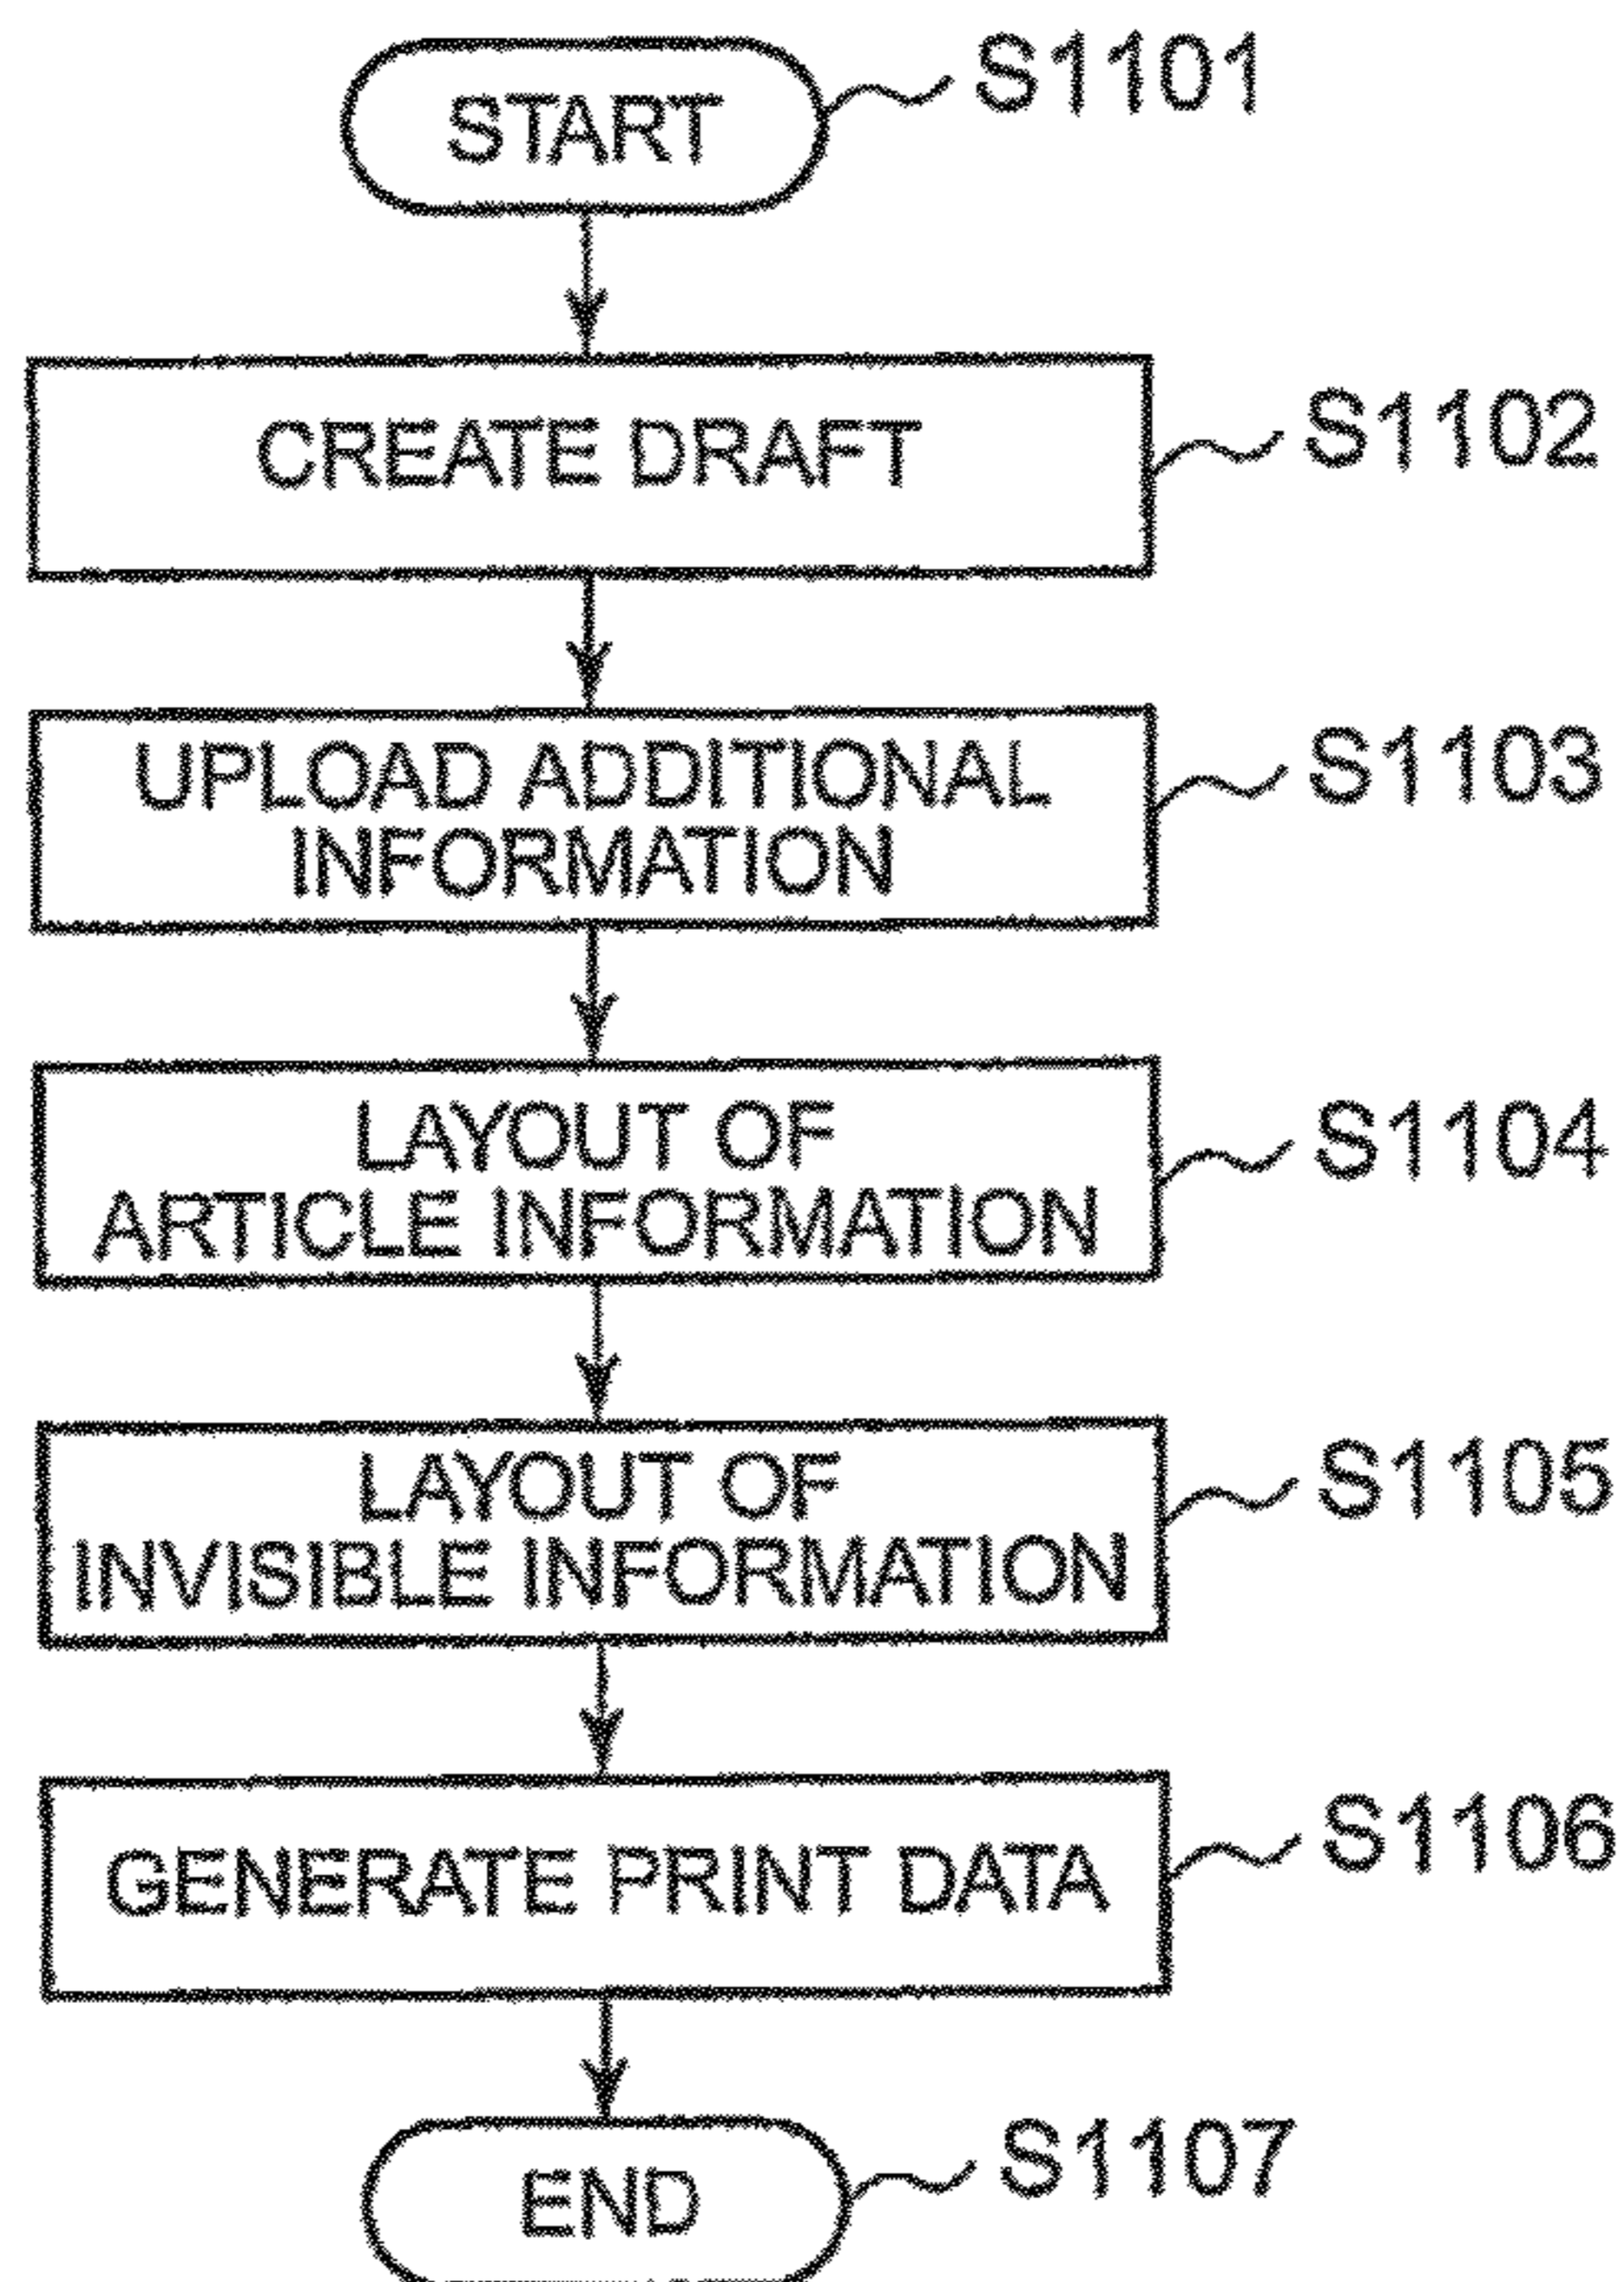 START
S1101
CREATE DRAFT
S1102
UPLOAD ADDITIONAL
INFORMATION
S1103
LAYOUT OF
ARTICLE INFORMATION
S1104
LAYOUT OF
INVISIBLE INFORMATION
S1105
GENERATE PRINT DATA
S1106
END
S1107